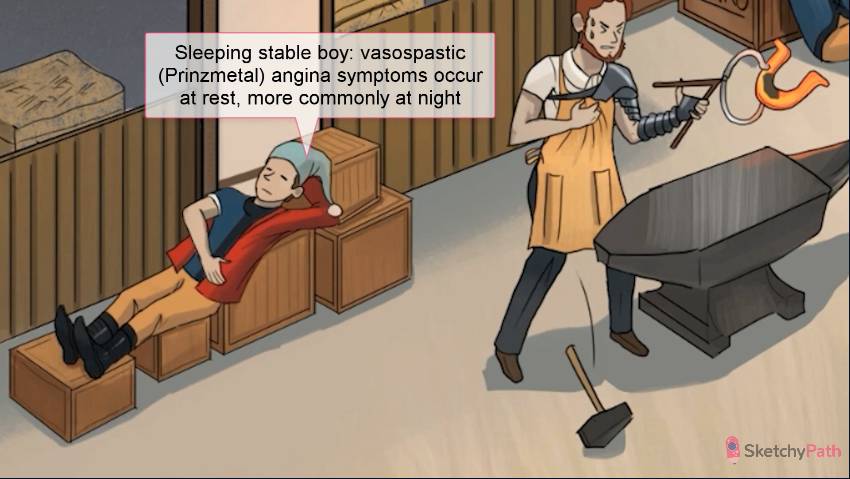 Sleeping stable boy: vasospastic
(Prinzmetal) angina symptoms occur
at rest, more commonly at night
SketchyPath